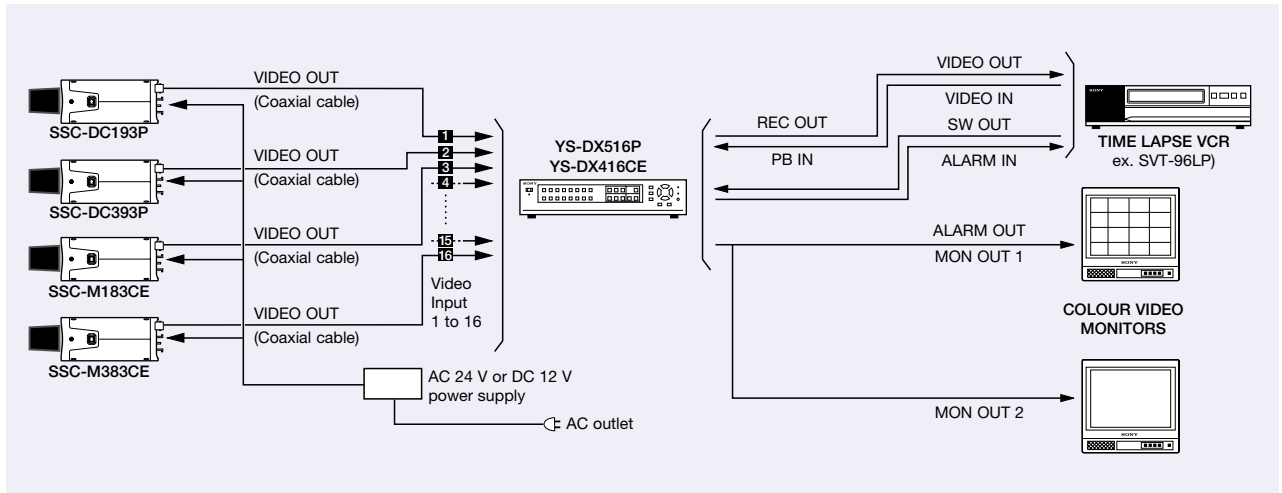 VIDEO OUT
(Coaxial cable)
SSC-DC193P
VIDEO OUT
(Coaxial cable)
SSC-DC393P
VIDEO OUT
(Coaxial cable)
SSC-M183CE
VIDEO OUT
(Coaxial cable)
SSC-M383CE
1
2
3
4
15
16
Video
Input
1 to 16
AC 24 V or DC 12 V
power supply
AC outlet
YS-DX516P
YS-DX416CE
SONY
REC OUT
PB IN
VIDEO OUT
VIDEO IN
SW OUT
ALARM IN
SONY
TIME LAPSE VCR
ex. SVT-96LP)
ALARM OUT
MON OUT 1
SONY
COLOUR VIDEO
MONITORS
MON OUT 2
SONY